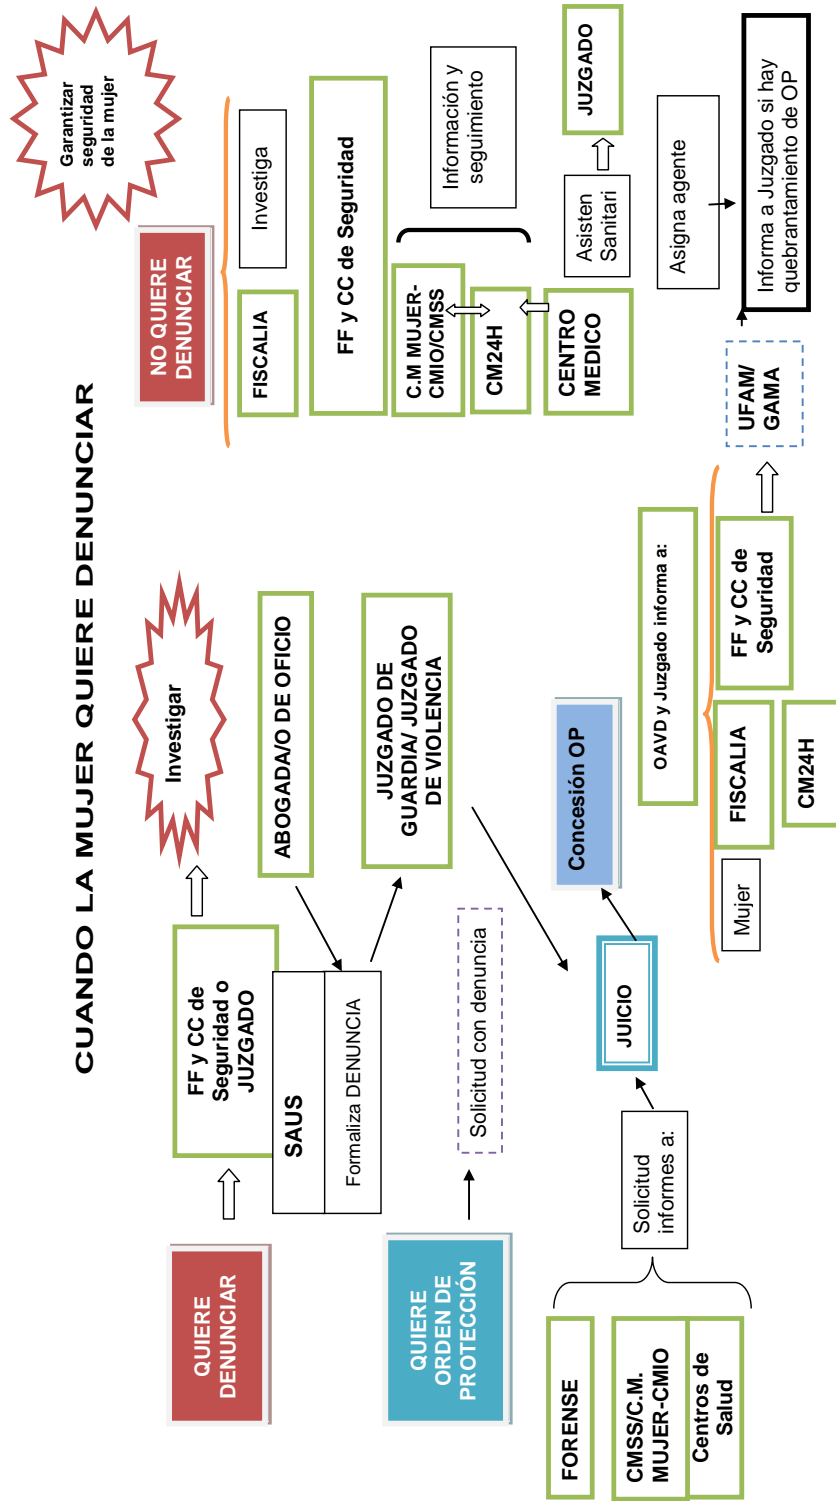 CUANDO LA MUJER QUIERE DENUNCIAR
QUIERE
DENUNCIAR
FF y CC de
Seguridad o
JUZGADO
SAUS
Formaliza DENUNCIA
Investigar
ABOGADA/O DE OFICIO
JUZGADO DE
GUARDIA/ JUZGADO
DE VIOLENCIA
QUIERE
ORDEN DE
PROTECCIÓN
Solicitud con denuncia
FORENSE
CMSS/C.M.
MUJER-CMIO
Centros de
Salud
Solicitud
informes a:
JUICIO
Concesión OP
OAVD y Juzgado informa a:
Mujer
FISCALIA
CM24H
FF y CC de
Seguridad
UFAM/
GAMA
Asigna agente
Informa a Juzgado si hay
quebrantamiento de OP
NO QUIERE
DENUNCIAR
Garantizar
seguridad
de la mujer
FISCALIA
Investiga
FF y CC de Seguridad
C.M MUJER-
CMIO/CMSS
CM24H
Información y
seguimiento
CENTRO
MEDICO
Asisten
Sanitari
JUZGADO